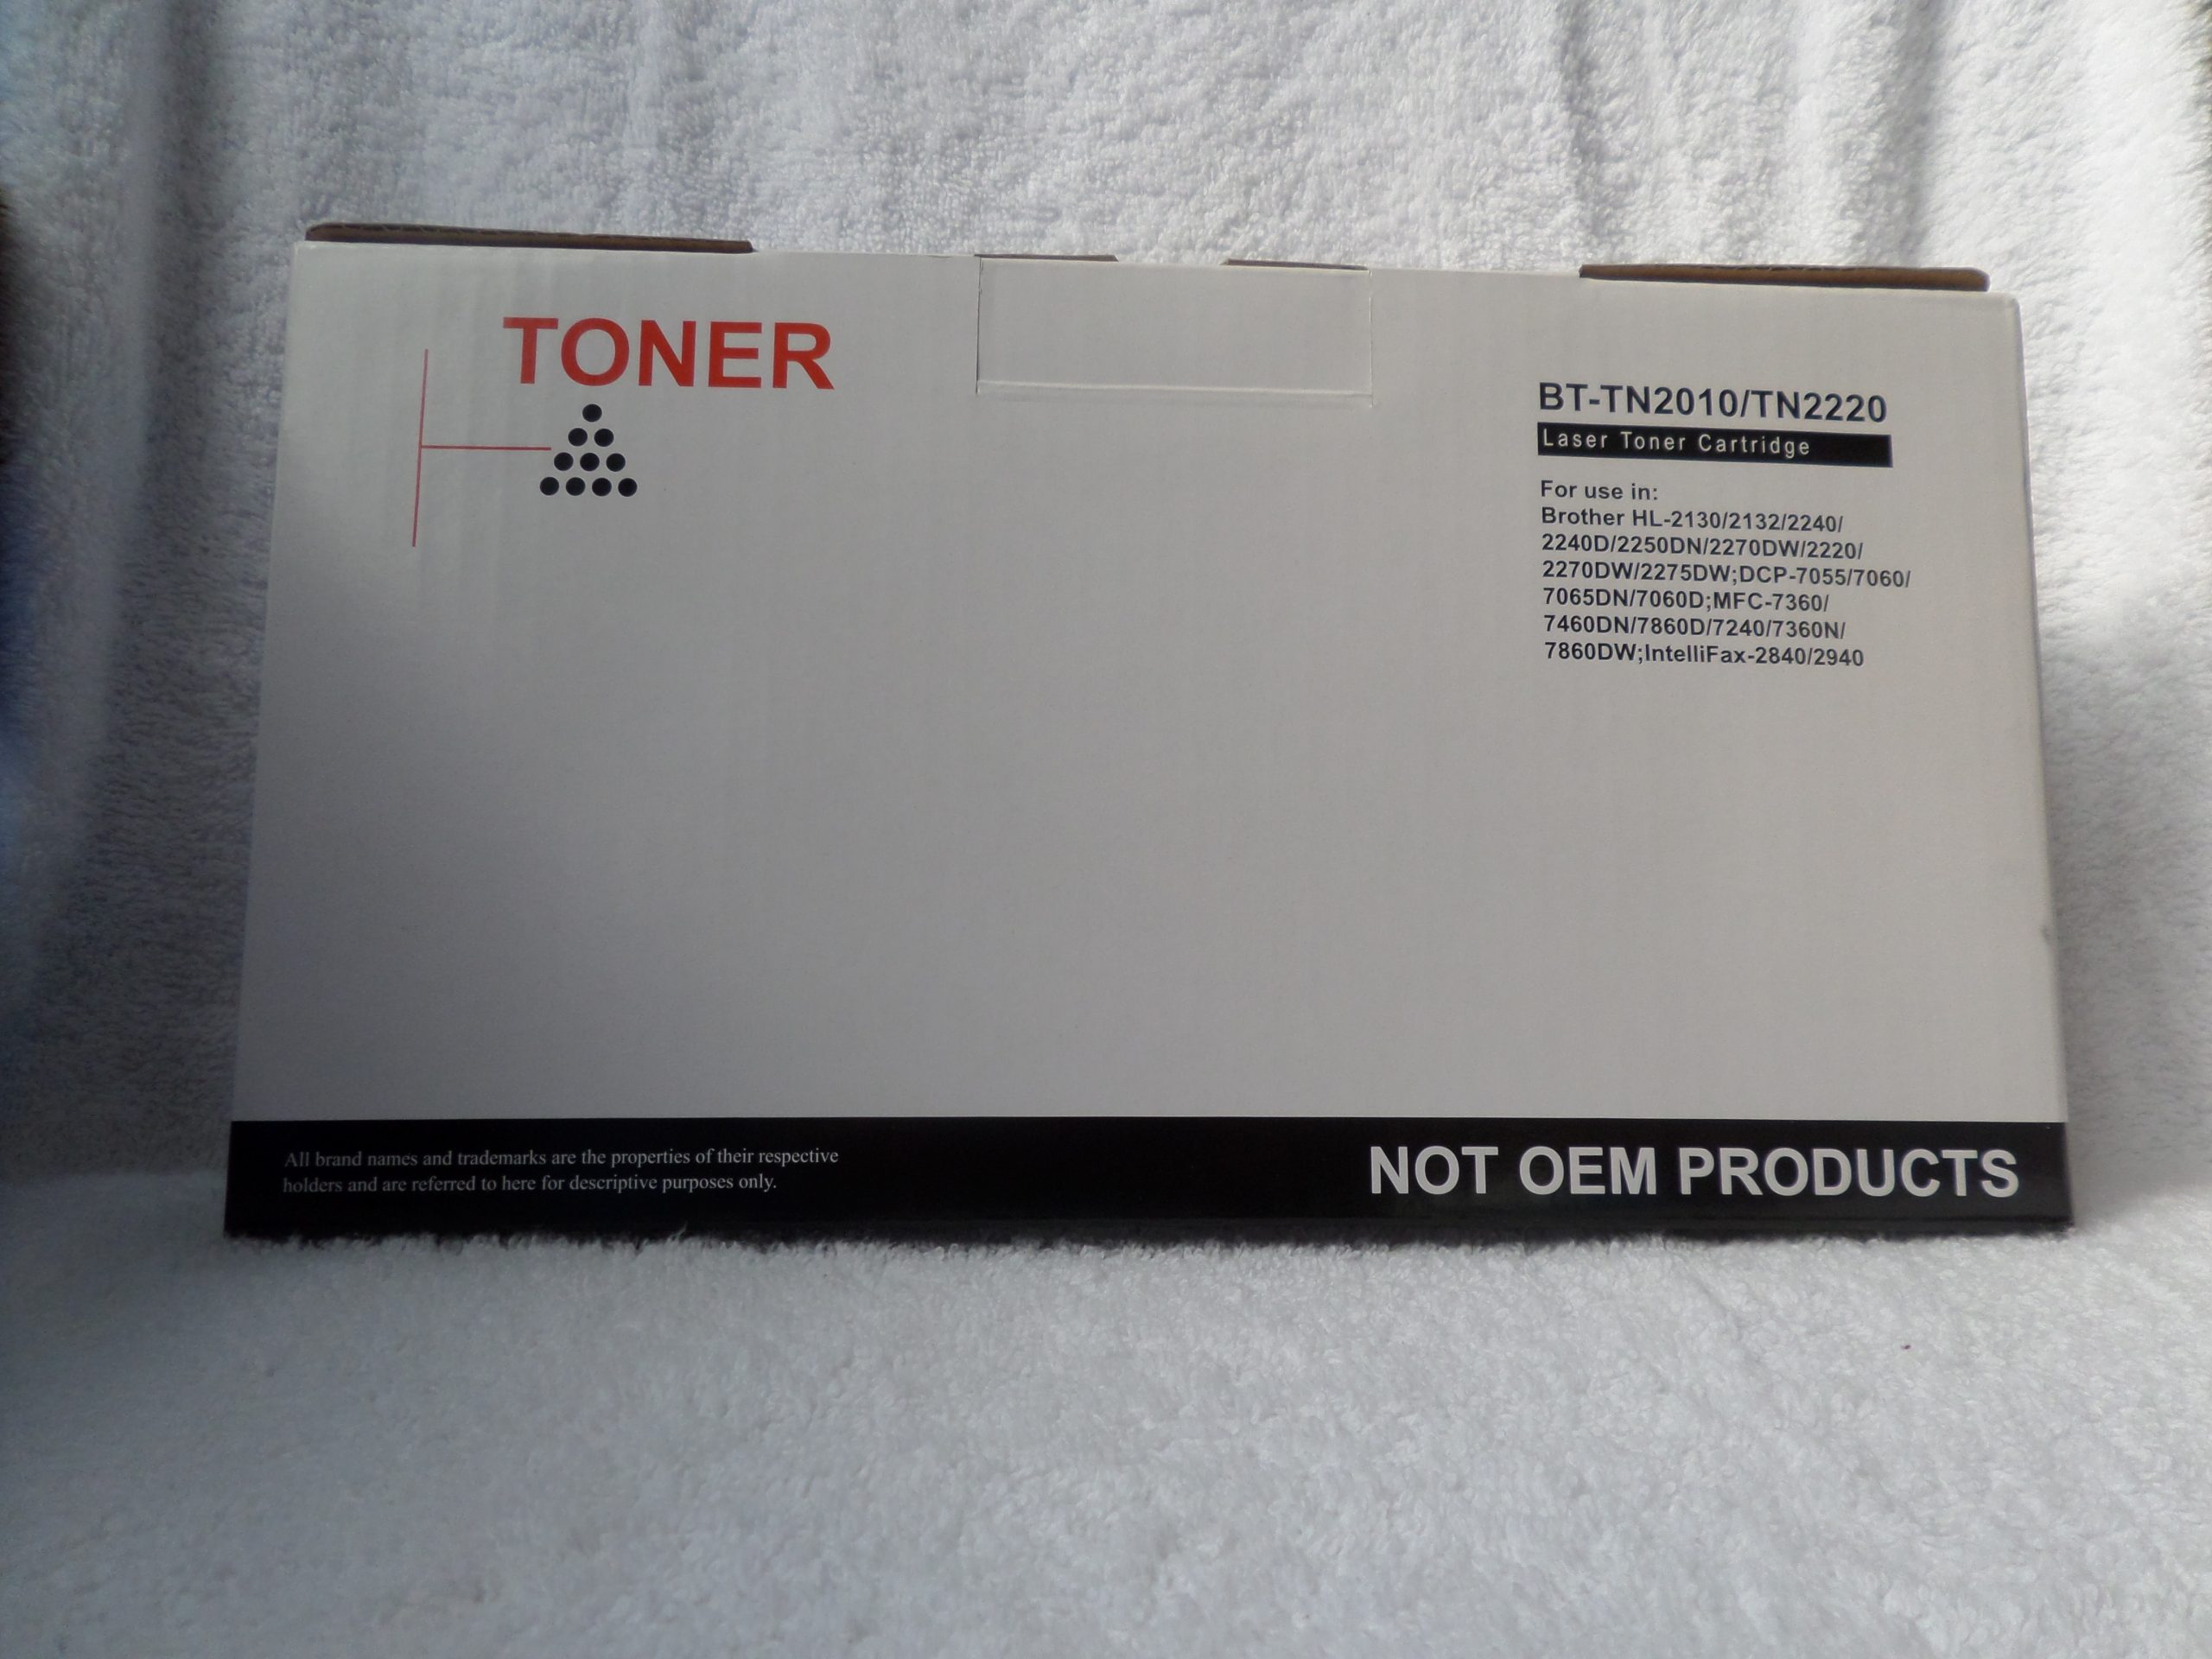 TONER
BT-TN2010/TN2220
Laser Toner Cartridge
For use in:
Brother HL-2130/2132/2240/
2240D/2250DN/2270DW/2220/
2270DW/2275DW;DCP-7055/7060/
7065DN/7060D;MFC-7360/
7460DN/7860D/7240/7360N/
7860DW;IntelliFax-2840/2940
All brand names and trademarks are the properties of their respective
holders and are referred to here for descriptive purposes only.
NOT OEM PRODUCTS